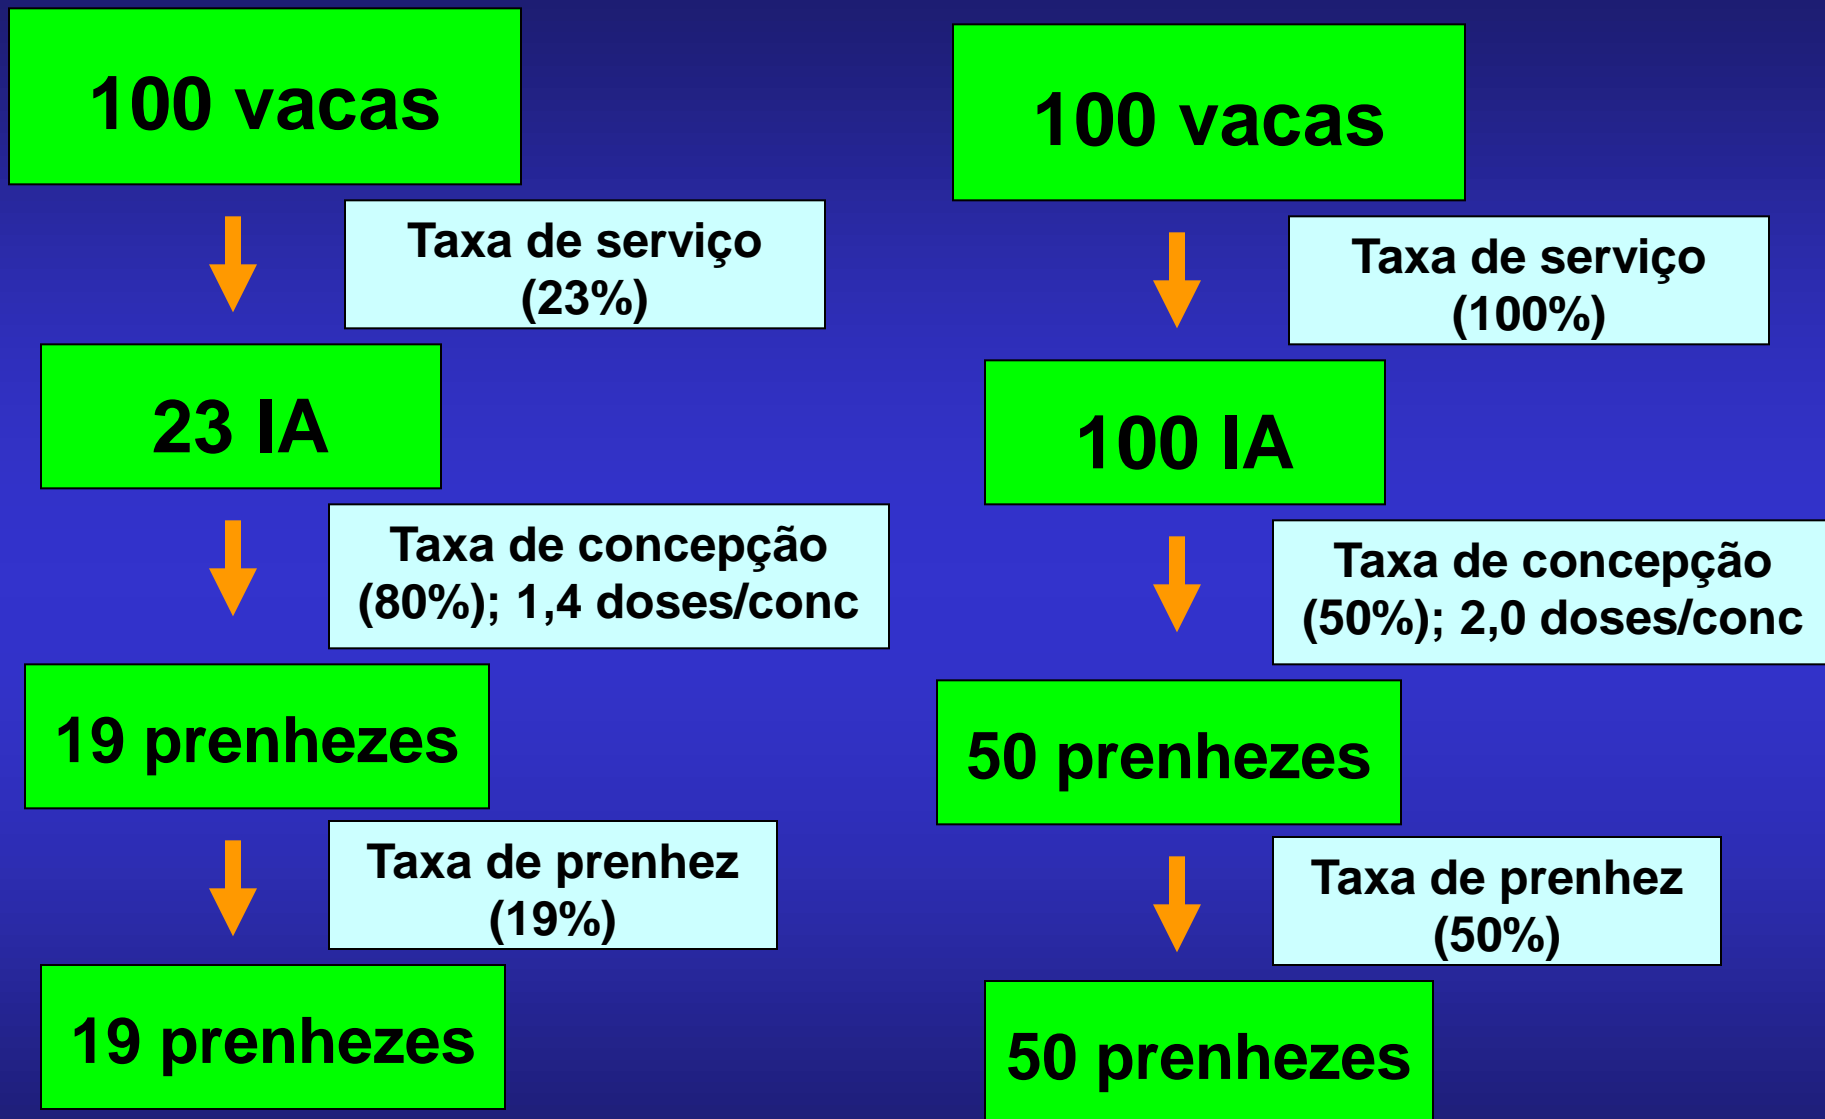 100 vacas
Taxa de serviço
(23%)
23 IA
Taxa de concepção
(80%); 1,4 doses/conc
19 prenhezes
Taxa de prenhez
(19%)
19 prenhezes
100 vacas
Taxa de serviço
(100%)
100 IA
Taxa de concepção
(50%); 2,0 doses/conc
50 prenhezes
Taxa de prenhez
(50%)
50 prenhezes